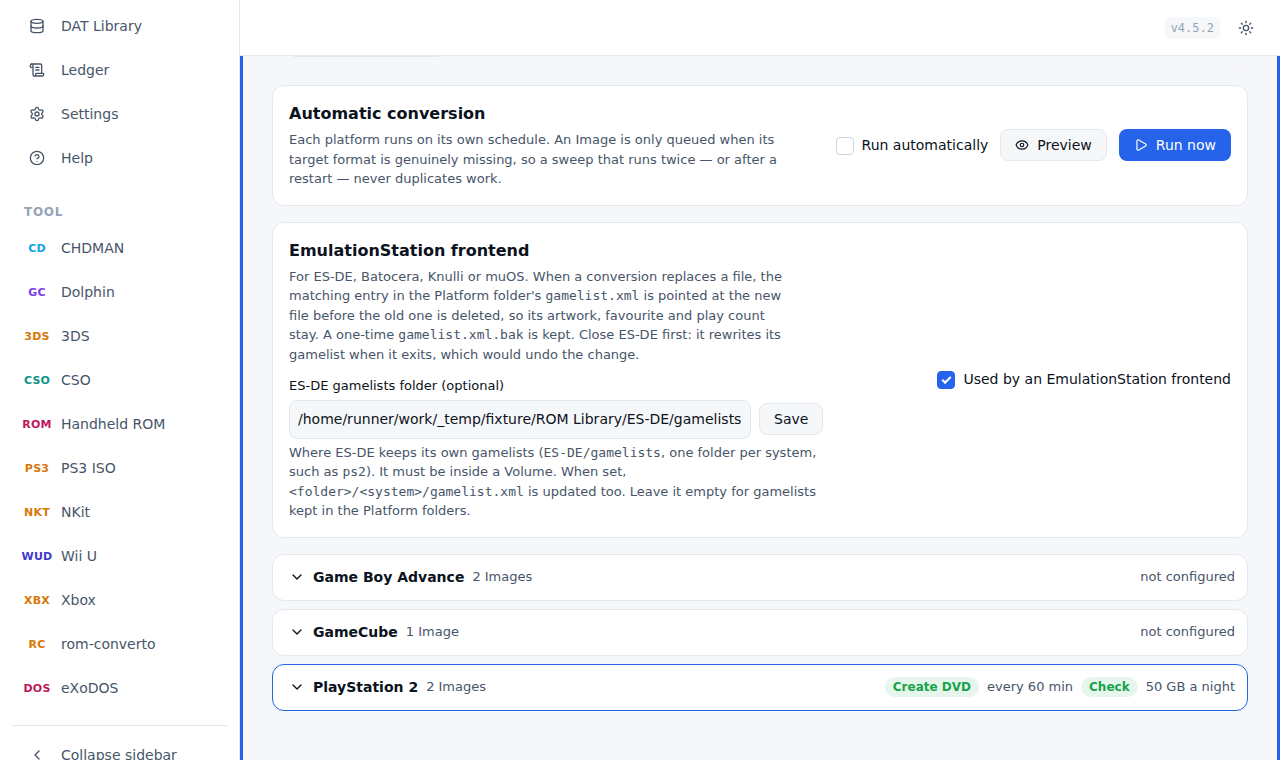 DAT Library
Ledger
Settings
Help
TOOL
CD CHDMAN
GC Dolphin
3DS 3DS
CSO CSO
ROM Handheld ROM
PS3 PS3 ISO
NKT NKit
WUD Wii U
XBX Xbox
RC rom-converto
DOS eXoDOS
Collapse sidebar
v4.5.2
Automatic conversion
Each platform runs on its own schedule. An Image is only queued when its
target format is genuinely missing, so a sweep that runs twice — or after a
restart — never duplicates work.
Run automatically
Preview
Run now
EmulationStation frontend
For ES-DE, Batocera, Knulli or muOS. When a conversion replaces a file, the
matching entry in the Platform folder's gamelist.xml is pointed at the new
file before the old one is deleted, so its artwork, favourite and play count
stay. A one-time gamelist.xml.bak is kept. Close ES-DE first: it rewrites its
gamelist when it exits, which would undo the change.
ES-DE gamelists folder (optional)
/home/runner/work/_temp/fixture/ROM Library/ES-DE/gamelists
Save
Where ES-DE keeps its own gamelists (ES-DE/gamelists, one folder per system,
such as ps2). It must be inside a Volume. When set,
<folder>/<system>/gamelist.xml is updated too. Leave it empty for gamelists
kept in the Platform folders.
Used by an EmulationStation frontend
Game Boy Advance 2 Images not configured
GameCube 1 Image not configured
PlayStation 2 2 Images Create DVD every 60 min Check 50 GB a night